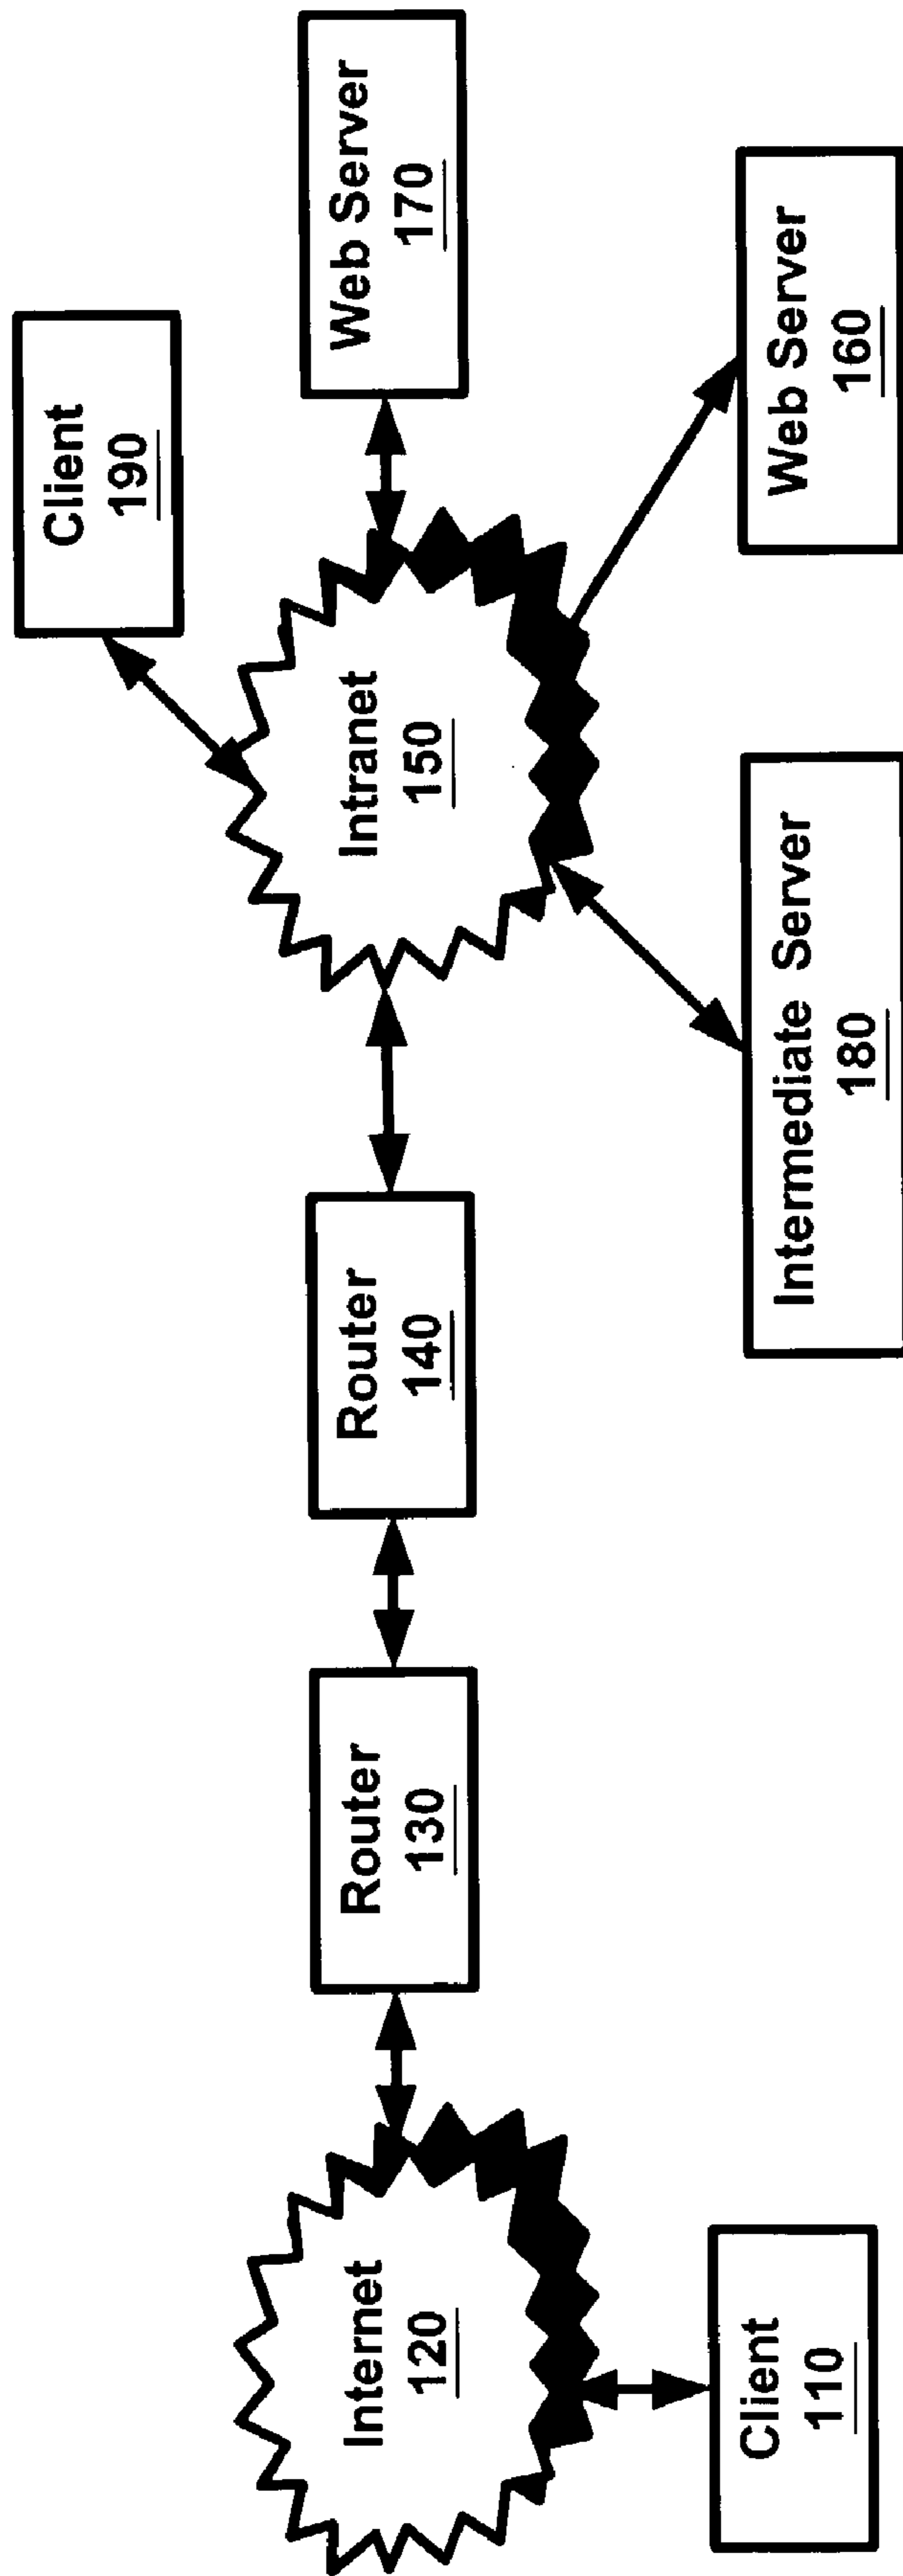 Client
190
Web Server
170
Internet
120
Router
130
Router
140
Intranet
150
Client
110
Intermediate Server
180
Web Server
160